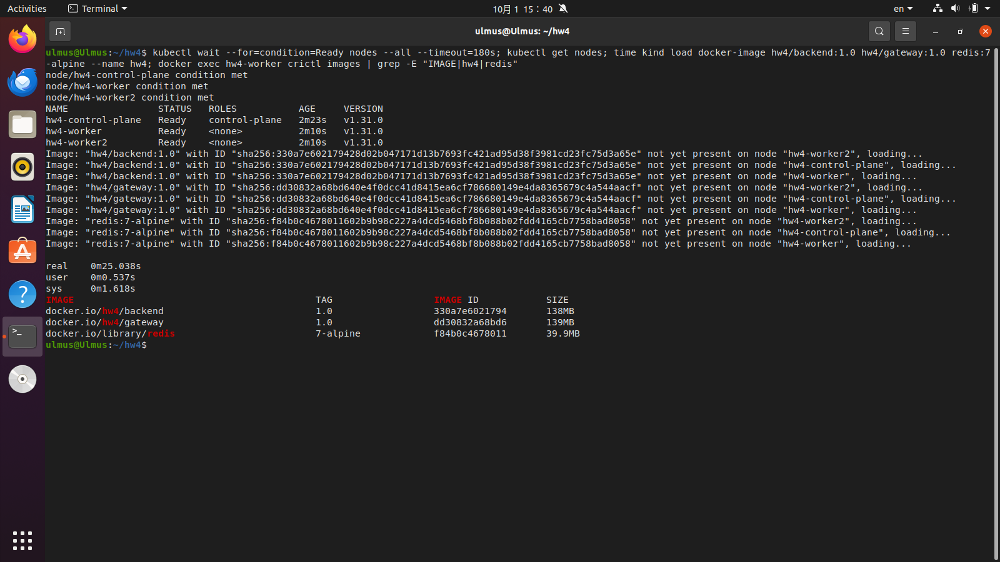 Activities
Terminal
10月 1 15：40
en
ulmus@Ulmus: ~/hw4
ulmus@Ulmus:~/hw4$ kubectl wait --for=condition=Ready nodes --all --timeout=180s; kubectl get nodes; time kind load docker-image hw4/backend:1.0 hw4/gateway:1.0 redis:7
-alpine --name hw4; docker exec hw4-worker crictl images | grep -E "IMAGE|hw4|redis"
node/hw4-control-plane condition met
node/hw4-worker condition met
node/hw4-worker2 condition met
NAME STATUS ROLES AGE VERSION
hw4-control-plane Ready control-plane 2m23s v1.31.0
hw4-worker Ready <none> 2m10s v1.31.0
hw4-worker2 Ready <none> 2m10s v1.31.0
Image: "hw4/backend:1.0" with ID "sha256:330a7e602179428d02b047171d13b7693fc421ad95d38f3981cd23fc75d3a65e" not yet present on node "hw4-worker2", loading...
Image: "hw4/backend:1.0" with ID "sha256:330a7e602179428d02b047171d13b7693fc421ad95d38f3981cd23fc75d3a65e" not yet present on node "hw4-control-plane", loading...
Image: "hw4/backend:1.0" with ID "sha256:330a7e602179428d02b047171d13b7693fc421ad95d38f3981cd23fc75d3a65e" not yet present on node "hw4-worker", loading...
Image: "hw4/gateway:1.0" with ID "sha256:dd30832a68bd640e4f0dcc41d8415ea6cf786680149e4da8365679c4a544aacf" not yet present on node "hw4-worker2", loading...
Image: "hw4/gateway:1.0" with ID "sha256:dd30832a68bd640e4f0dcc41d8415ea6cf786680149e4da8365679c4a544aacf" not yet present on node "hw4-control-plane", loading...
Image: "hw4/gateway:1.0" with ID "sha256:dd30832a68bd640e4f0dcc41d8415ea6cf786680149e4da8365679c4a544aacf" not yet present on node "hw4-worker", loading...
Image: "redis:7-alpine" with ID "sha256:f84b0c4678011602b9b98c227a4dcd5468bf8b088b02fdd4165cb7758bad8058" not yet present on node "hw4-worker2", loading...
Image: "redis:7-alpine" with ID "sha256:f84b0c4678011602b9b98c227a4dcd5468bf8b088b02fdd4165cb7758bad8058" not yet present on node "hw4-control-plane", loading...
Image: "redis:7-alpine" with ID "sha256:f84b0c4678011602b9b98c227a4dcd5468bf8b088b02fdd4165cb7758bad8058" not yet present on node "hw4-worker", loading...
real 0m25.038s
user 0m0.537s
sys 0m1.618s
IMAGE TAG IMAGE ID SIZE
docker.io/hw4/backend 1.0 330a7e6021794 138MB
docker.io/hw4/gateway 1.0 dd30832a68bd6 139MB
docker.io/library/redis 7-alpine f84b0c4678011 39.9MB
ulmus@Ulmus:~/hw4$